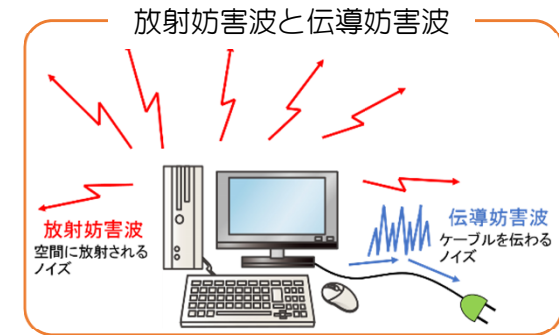 放射妨害波と伝導妨害波
放射妨害波
空間に放射される
ノイズ
伝導妨害波
ケーブルを伝わる
ノイズ